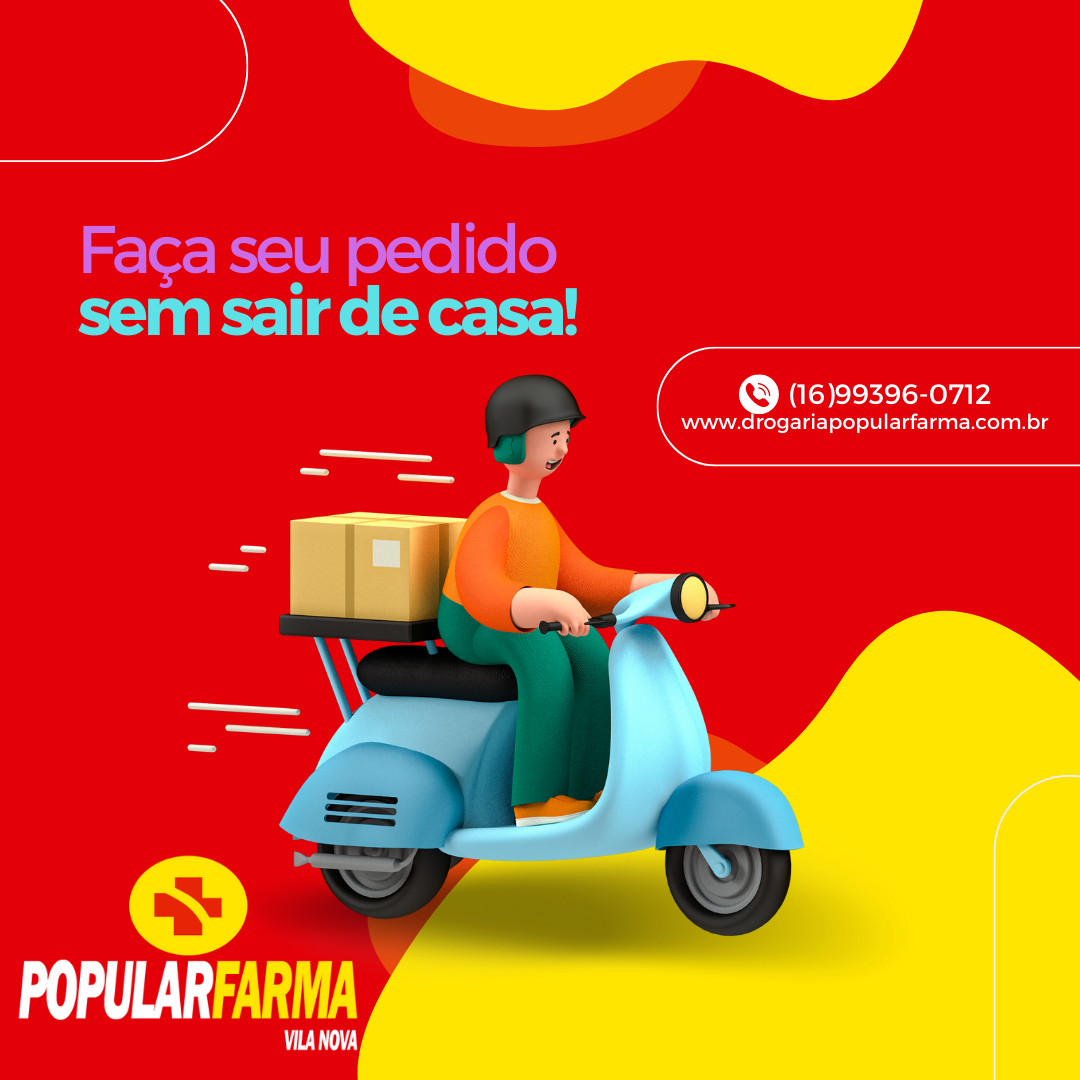 Faça seu pedido
sem sair de casa!
(16)99396-0712
www.drogariapopularfarma.com.br
POPULARFARMA
VILA NOVA